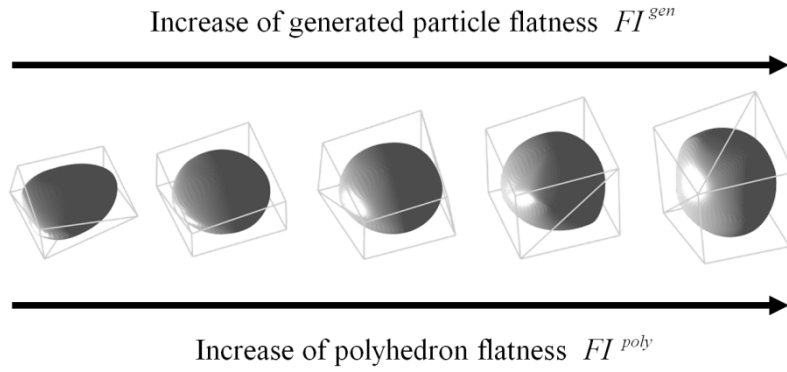 Increase of generated particle flatness FI^gen
Increase of polyhedron flatness FI^poly